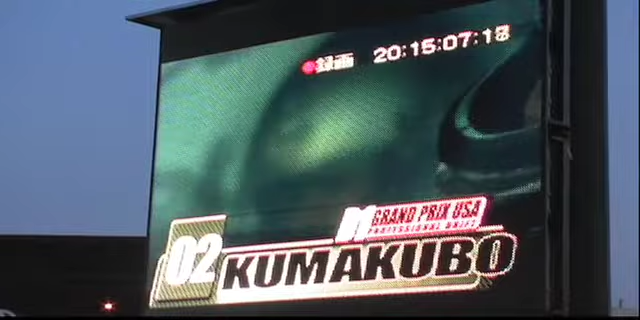 録画 20:15:07:18
D1 GRAND PRIX USA
PROFESSIONAL DRIFT
02 KUMAKUBO